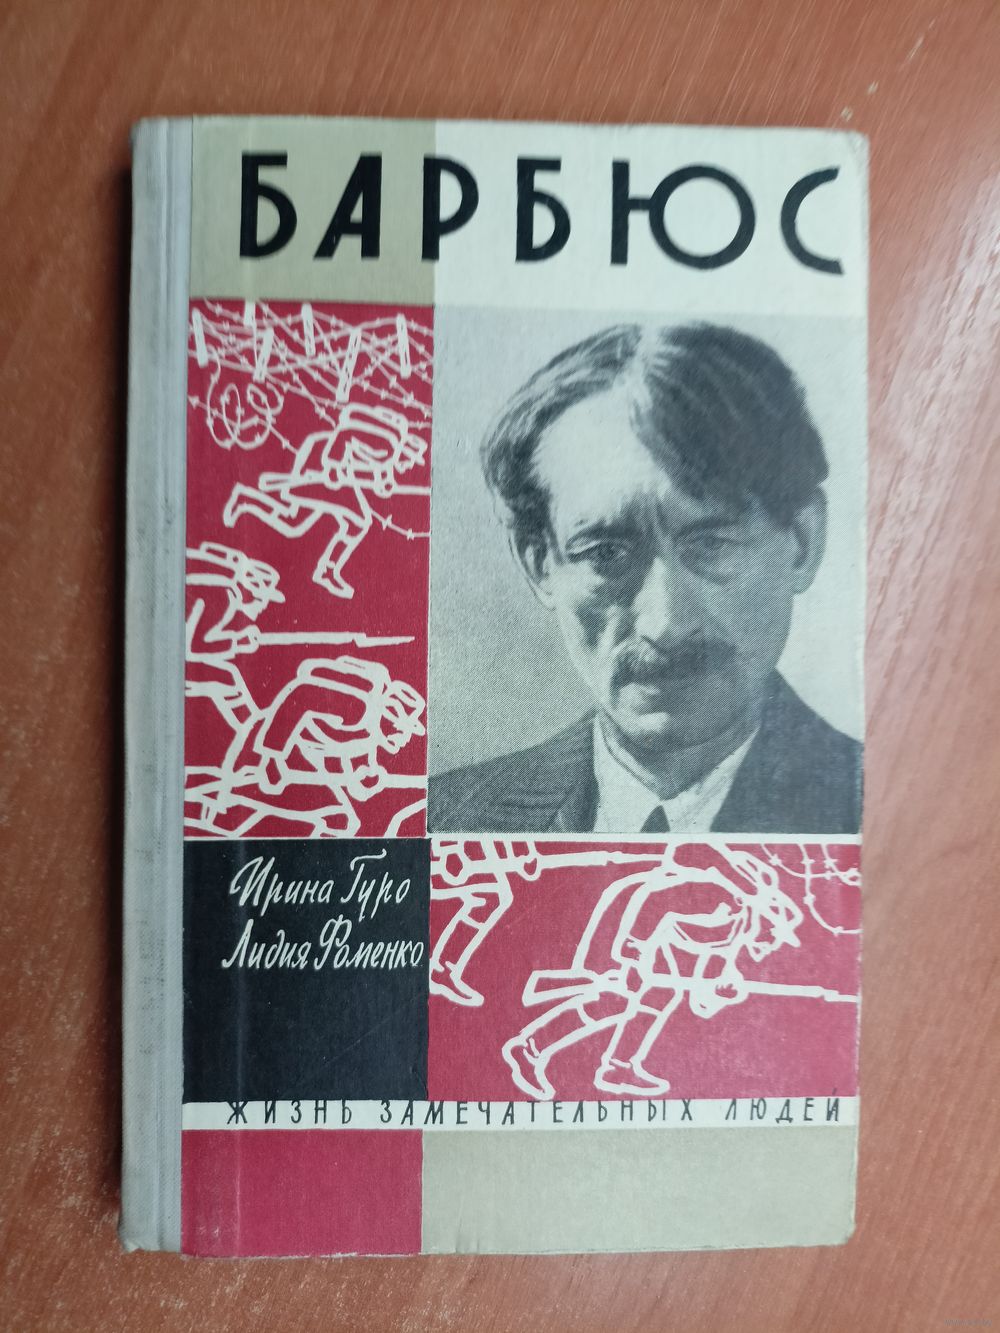 БАРБЮС
Ирина Гуро
Лидия Фоменко
ЖИЗНЬ ЗАМЕЧАТЕЛЬНЫХ ЛЮДЕЙ